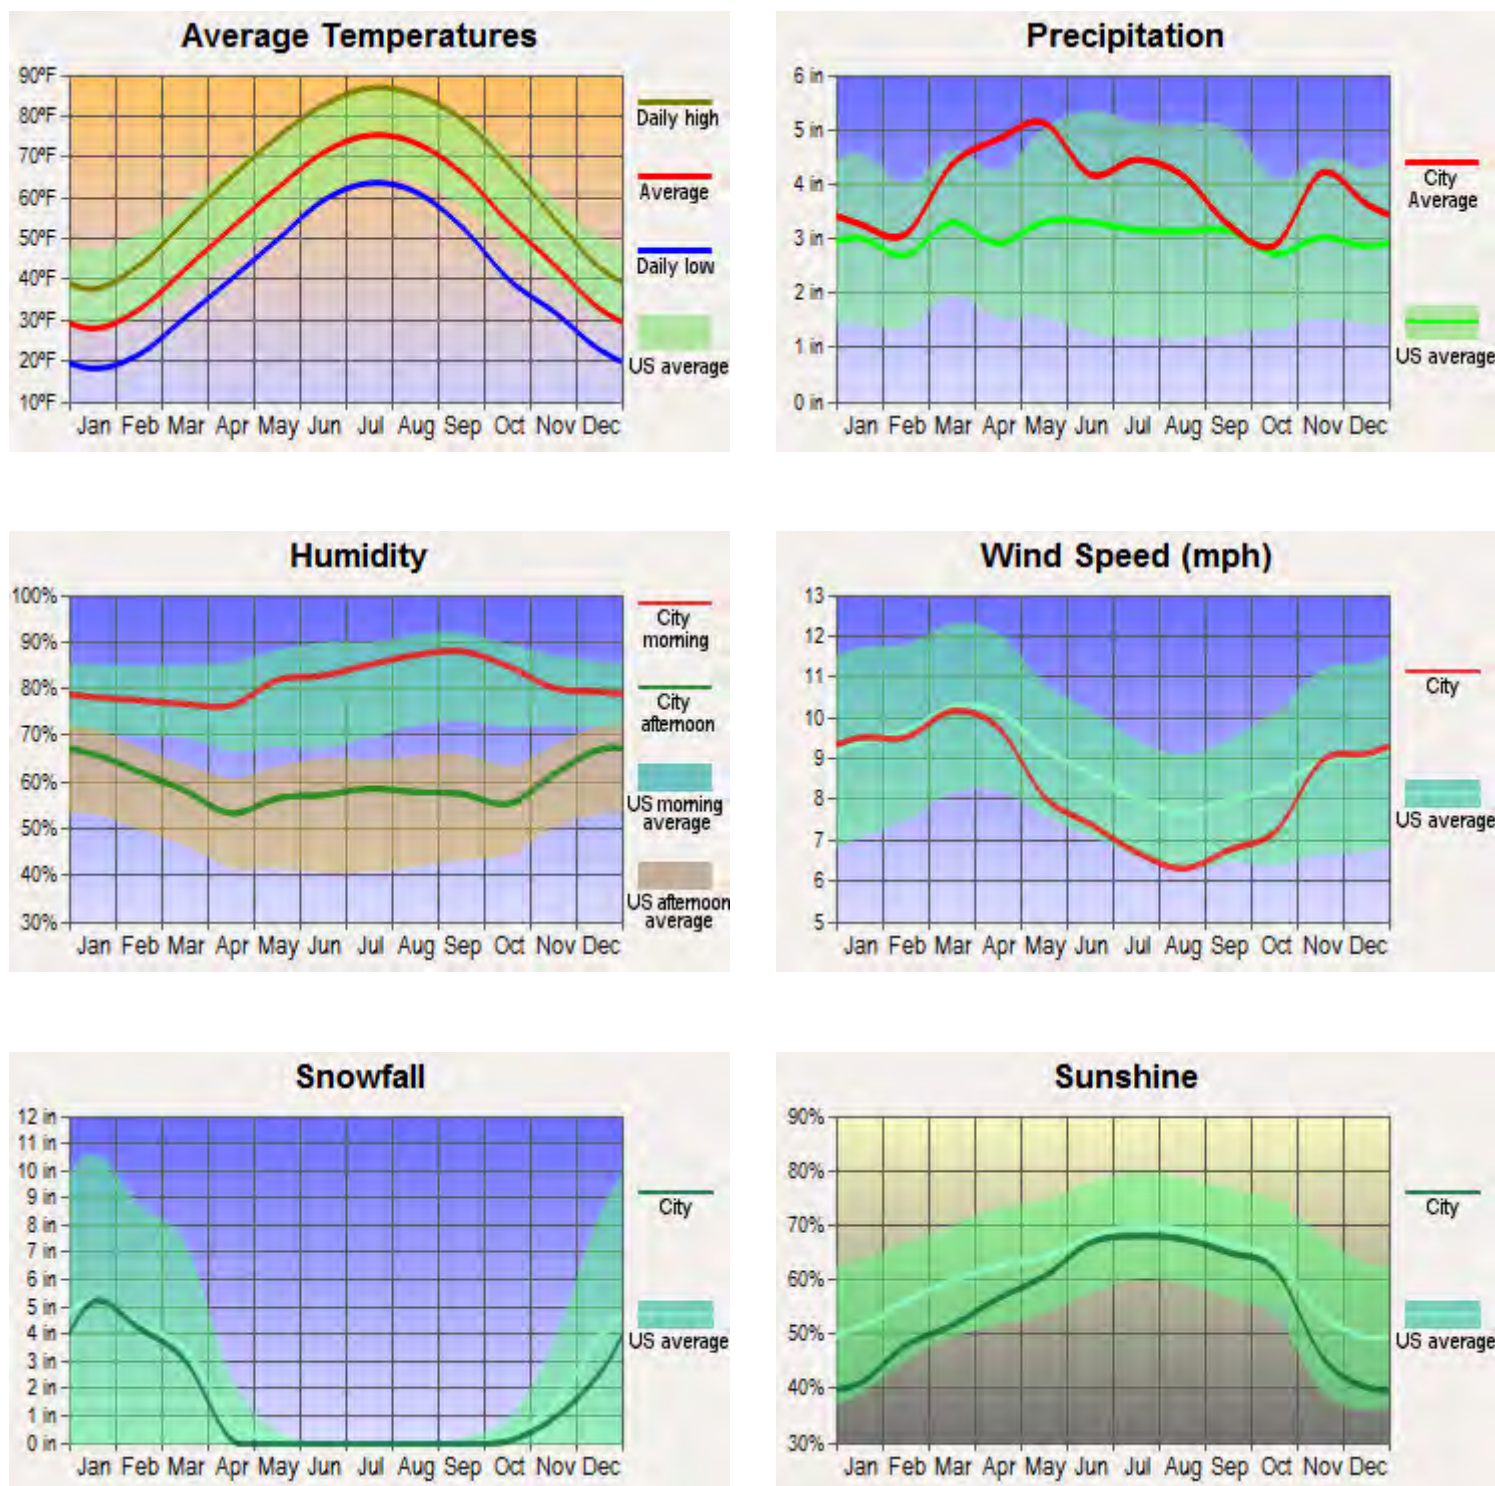 Average Temperatures
90ºF
80ºF
70ºF
60ºF
50ºF
40ºF
30ºF
20ºF
10ºF
Jan Feb Mar Apr May Jun Jul Aug Sep Oct Nov Dec
Daily high
Average
Daily low
US average
Precipitation
6 in
5 in
4 in
3 in
2 in
1 in
0 in
Jan Feb Mar Apr May Jun Jul Aug Sep Oct Nov Dec
City
Average
US average
Humidity
100%
90%
80%
70%
60%
50%
40%
30%
Jan Feb Mar Apr May Jun Jul Aug Sep Oct Nov Dec
City
morning
City
afternoon
US morning
average
US afternoon
average
Wind Speed (mph)
13
12
11
10
9
8
7
6
5
Jan Feb Mar Apr May Jun Jul Aug Sep Oct Nov Dec
City
US average
Snowfall
12 in
11 in
10 in
9 in
8 in
7 in
6 in
5 in
4 in
3 in
2 in
1 in
0 in
Jan Feb Mar Apr May Jun Jul Aug Sep Oct Nov Dec
City
US average
Sunshine
90%
80%
70%
60%
50%
40%
30%
Jan Feb Mar Apr May Jun Jul Aug Sep Oct Nov Dec
City
US average